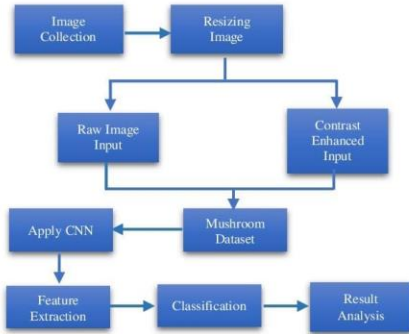 Image
Collection
Resizing
Image
Raw Image
Input
Contrast
Enhanced
Input
Apply CNN
Mushroom
Dataset
Feature
Extraction
Classification
Result
Analysis